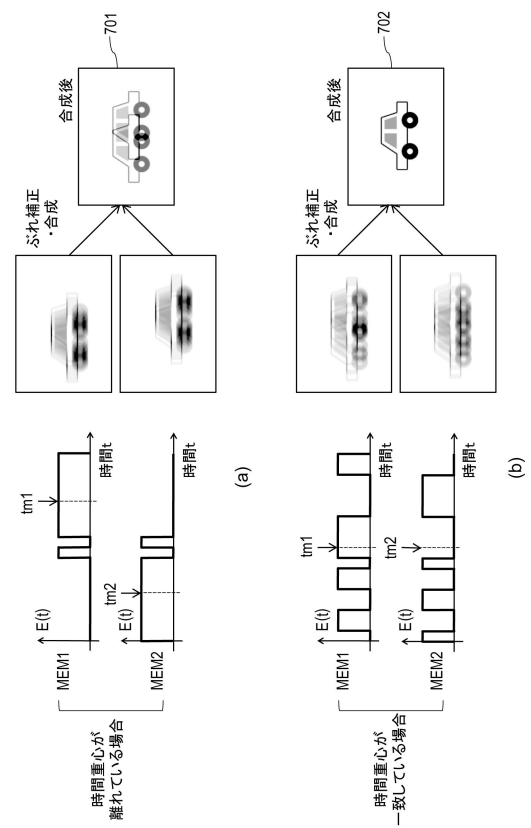 時間重心が
離れている場合
MEM1
E(t)
tm1
時間t
MEM2
E(t)
tm2
時間t
ぶれ補正
・合成
合成後
701
(a)
時間重心が
一致している場合
MEM1
E(t)
tm1
時間t
MEM2
E(t)
tm2
時間t
ぶれ補正
・合成
合成後
702
(b)